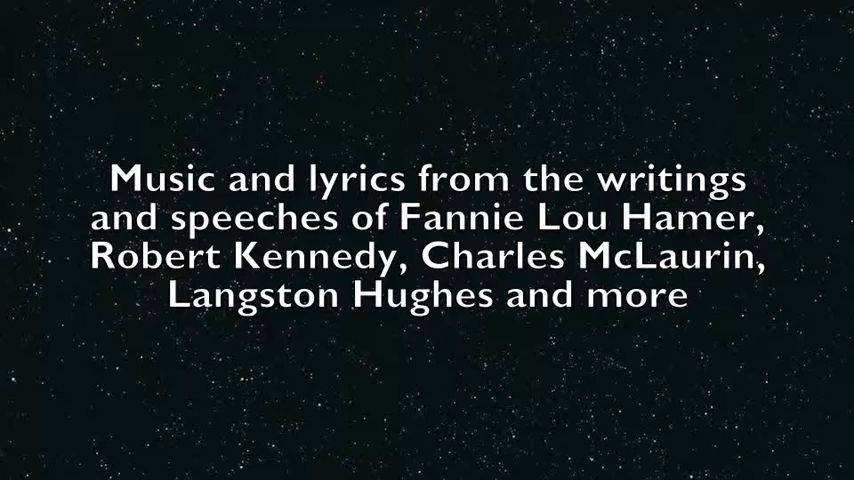 Music and lyrics from the writings
and speeches of Fannie Lou Hamer,
Robert Kennedy, Charles McLaurin,
Langston Hughes and more